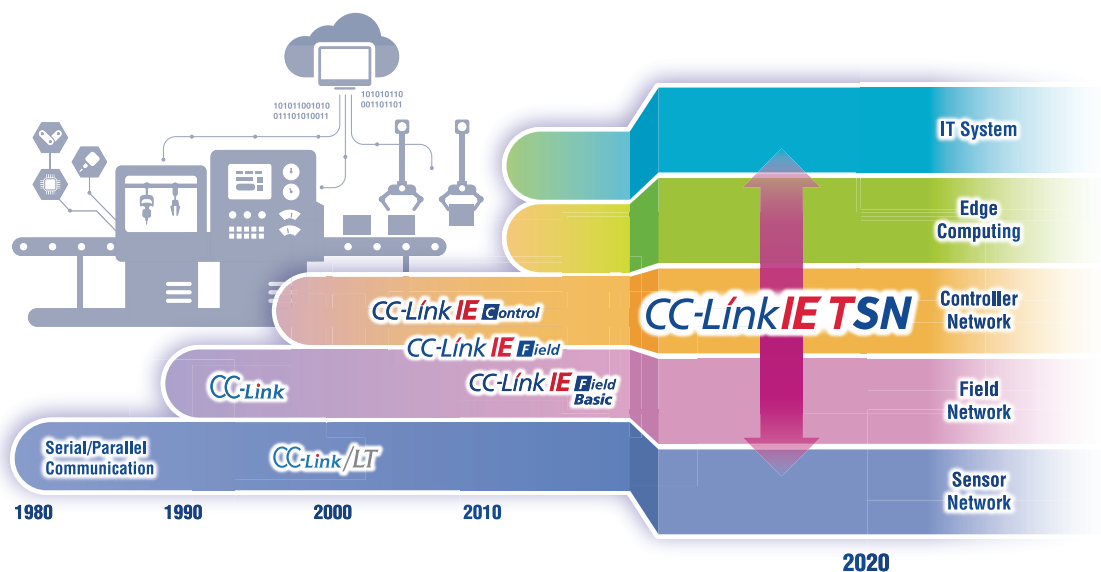 101011001010
011101010011
101010110
001101101
IT System
Edge
Computing
CC-Link IE Control
CC-Link IE TSN
Controller
Network
CC-Link IE Field
CC-Link
CC-Link IE Field
Basic
Field
Network
Serial/Parallel
Communication
CC-Link/LT
Sensor
Network
1980
1990
2000
2010
2020